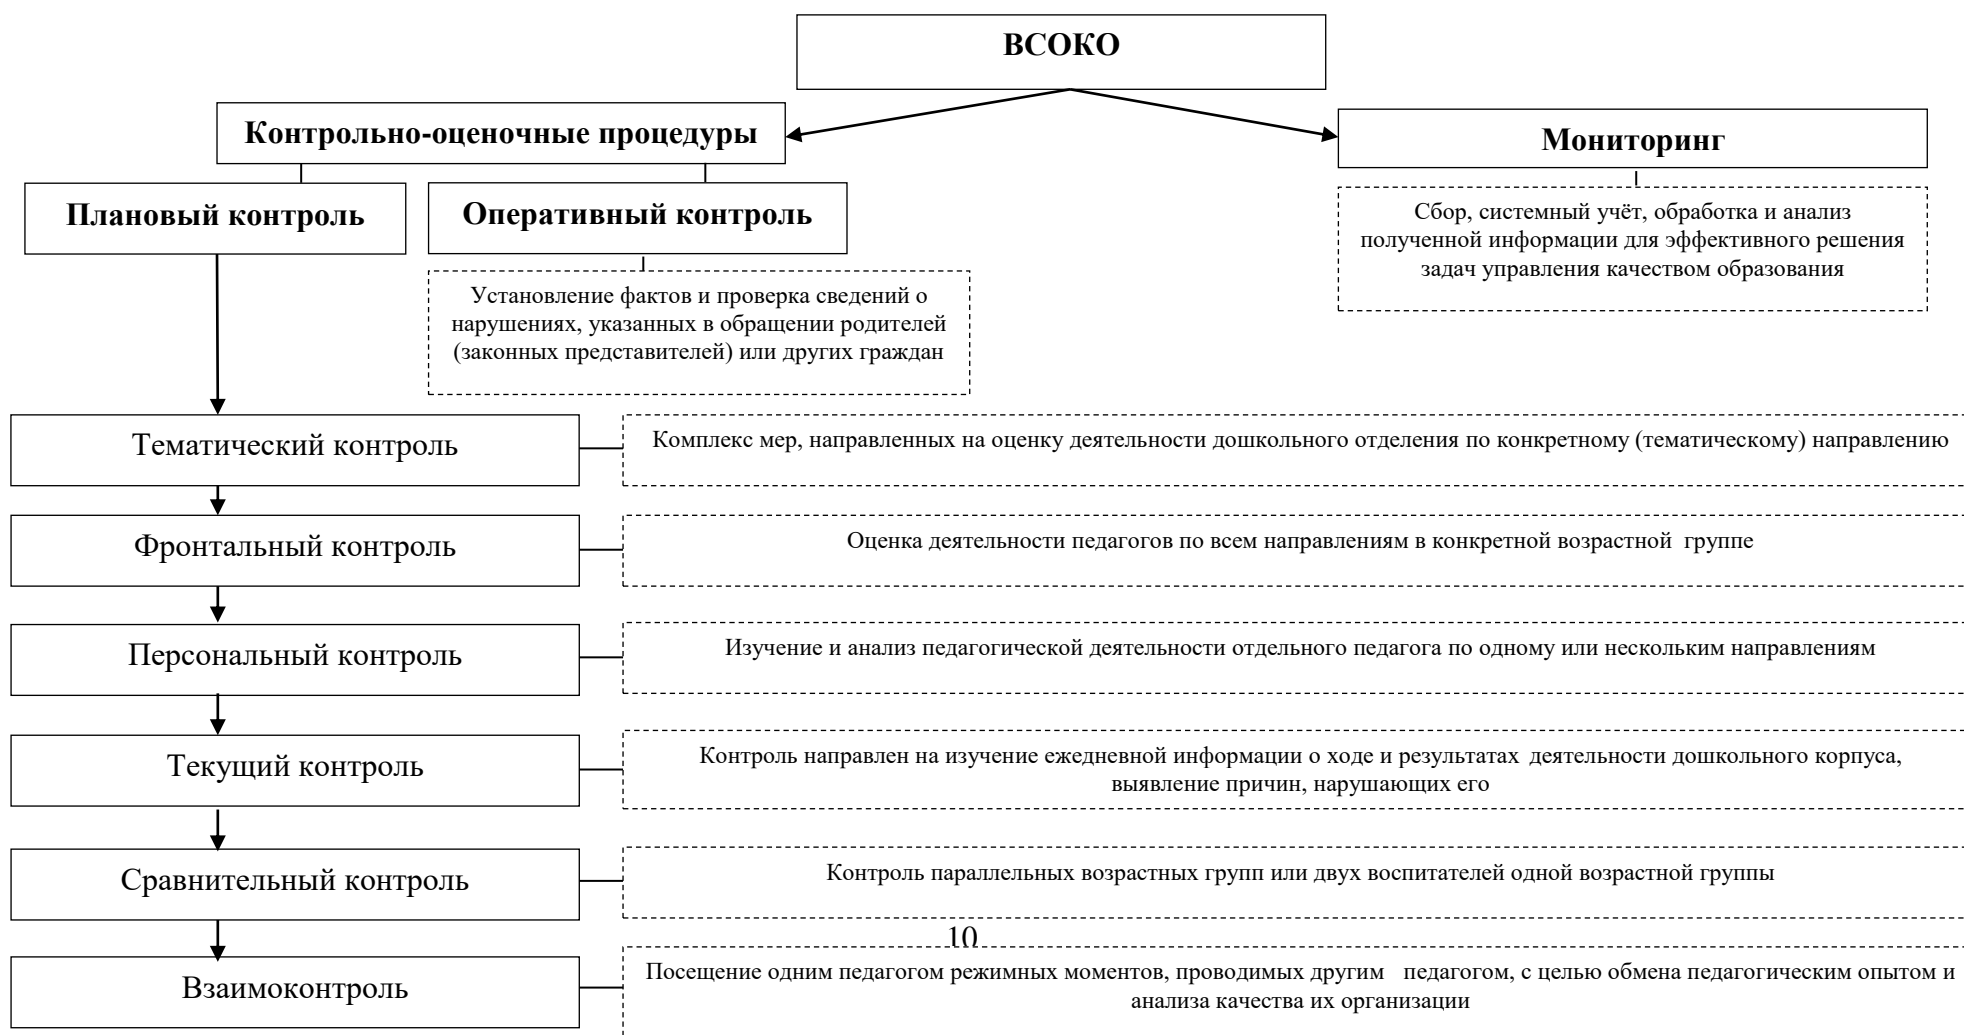 ВСОКО
Контрольно-оценочные процедуры
Мониторинг
Плановый контроль
Оперативный контроль
Сбор, системный учёт, обработка и анализ
полученной информации для эффективного решения
задач управления качеством образования
Установление фактов и проверка сведений о
нарушениях, указанных в обращении родителей
(законных представителей) или других граждан
Тематический контроль
Комплекс мер, направленных на оценку деятельности дошкольного отделения по конкретному (тематическому) направлению
Фронтальный контроль
Оценка деятельности педагогов по всем направлениям в конкретной возрастной группе
Персональный контроль
Изучение и анализ педагогической деятельности отдельного педагога по одному или нескольким направлениям
Текущий контроль
Контроль направлен на изучение ежедневной информации о ходе и результатах деятельности дошкольного корпуса,
выявление причин, нарушающих его
Сравнительный контроль
Контроль параллельных возрастных групп или двух воспитателей одной возрастной группы
10
Взаимоконтроль
Посещение одним педагогом режимных моментов, проводимых другим педагогом, с целью обмена педагогическим опытом и
анализа качества их организации